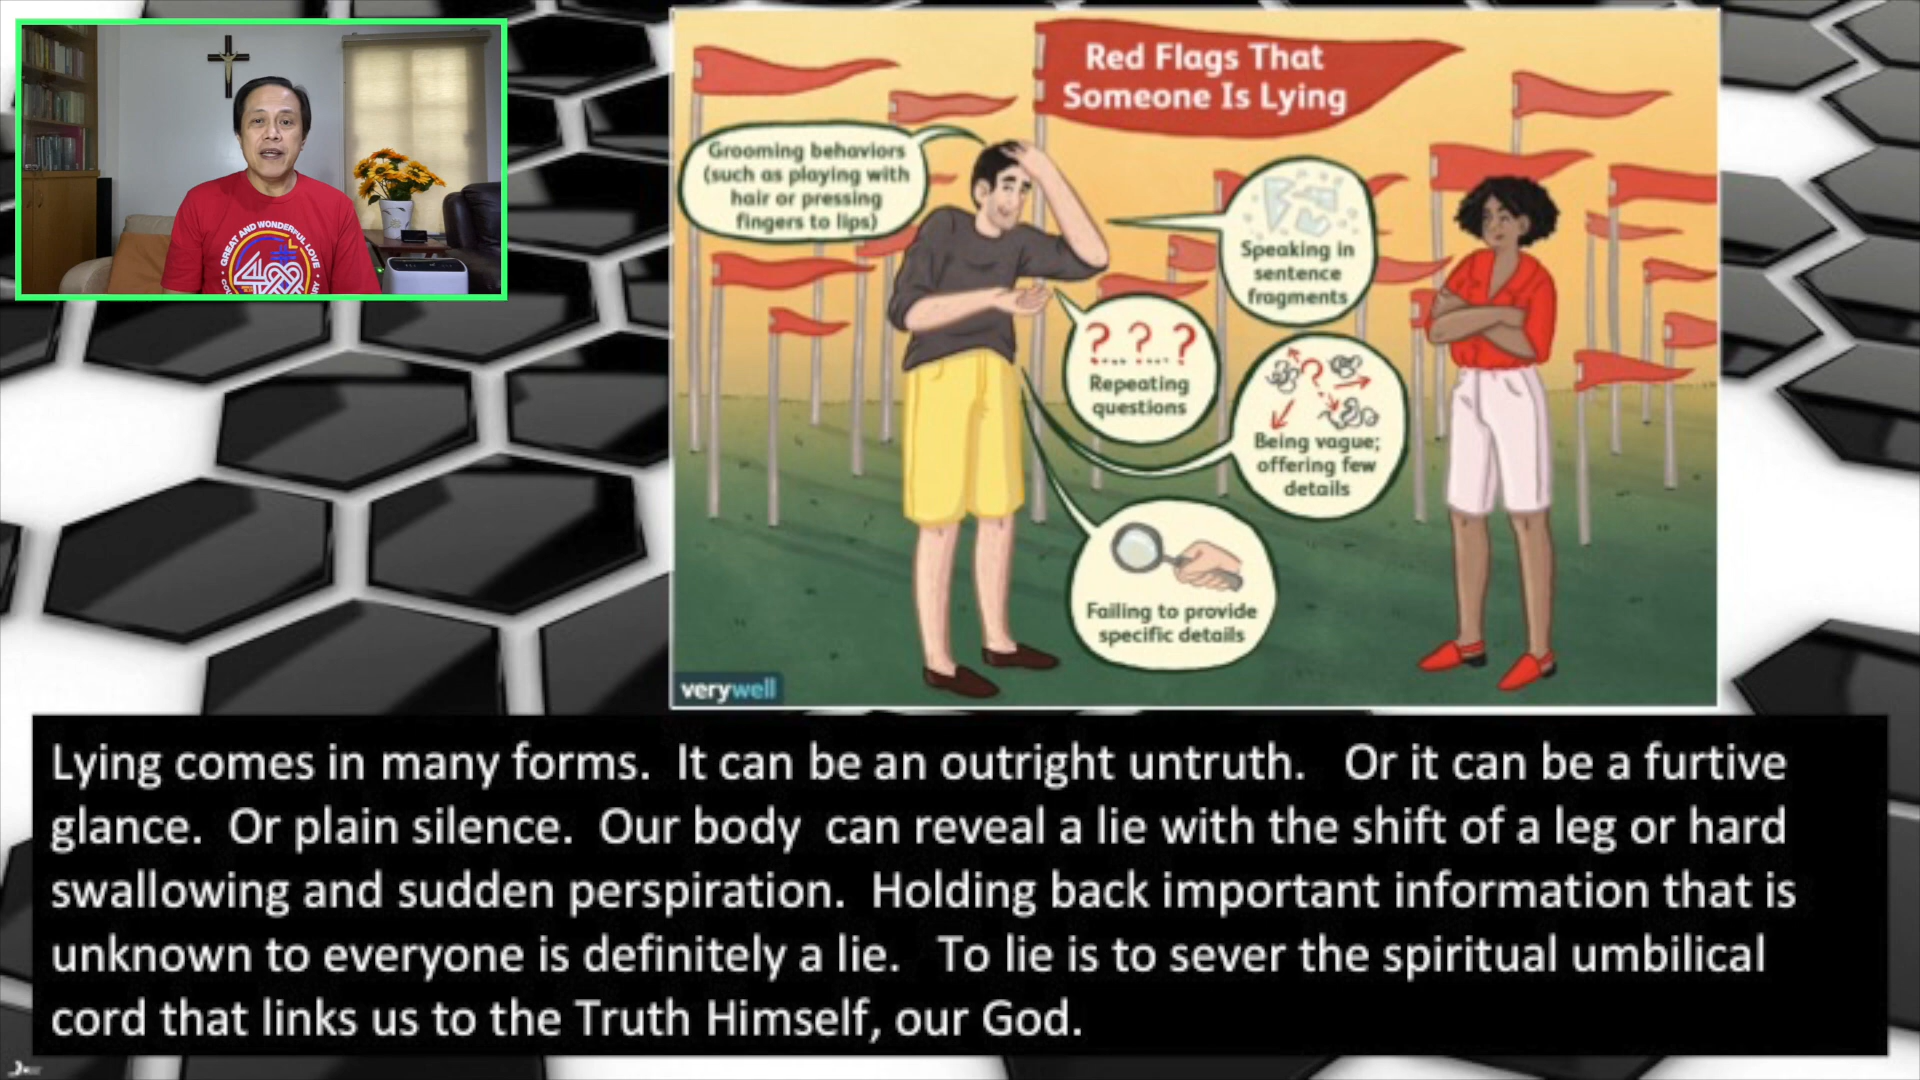 Red Flags That
Someone Is Lying
Grooming behaviors
(such as playing with
hair or pressing
fingers to lips)
Speaking in
sentence
fragments
? ? ?
Repeating
questions
?
Being vague;
offering few
details
Failing to provide
specific details
verywell
GREAT AND WONDERFUL LOVE
Lying comes in many forms. It can be an outright untruth. Or it can be a furtive
glance. Or plain silence. Our body can reveal a lie with the shift of a leg or hard
swallowing and sudden perspiration. Holding back important information that is
unknown to everyone is definitely a lie. To lie is to sever the spiritual umbilical
cord that links us to the Truth Himself, our God.